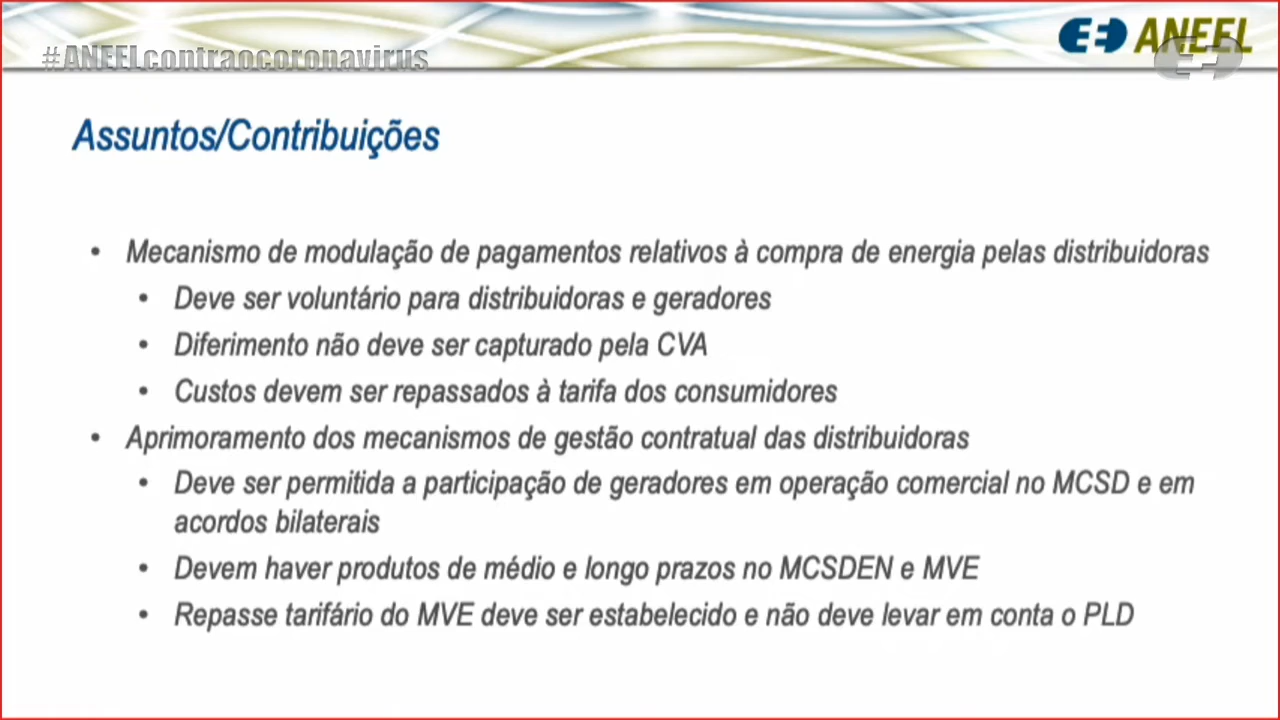 #ANEELcontraocoronavirus
ANEEL
Assuntos/Contribuições
• Mecanismo de modulação de pagamentos relativos à compra de energia pelas distribuidoras
• Deve ser voluntário para distribuidoras e geradores
• Diferimento não deve ser capturado pela CVA
• Custos devem ser repassados à tarifa dos consumidores
• Aprimoramento dos mecanismos de gestão contratual das distribuidoras
• Deve ser permitida a participação de geradores em operação comercial no MCSD e em
acordos bilaterais
• Devem haver produtos de médio e longo prazos no MCSDEN e MVE
• Repasse tarifário do MVE deve ser estabelecido e não deve levar em conta o PLD